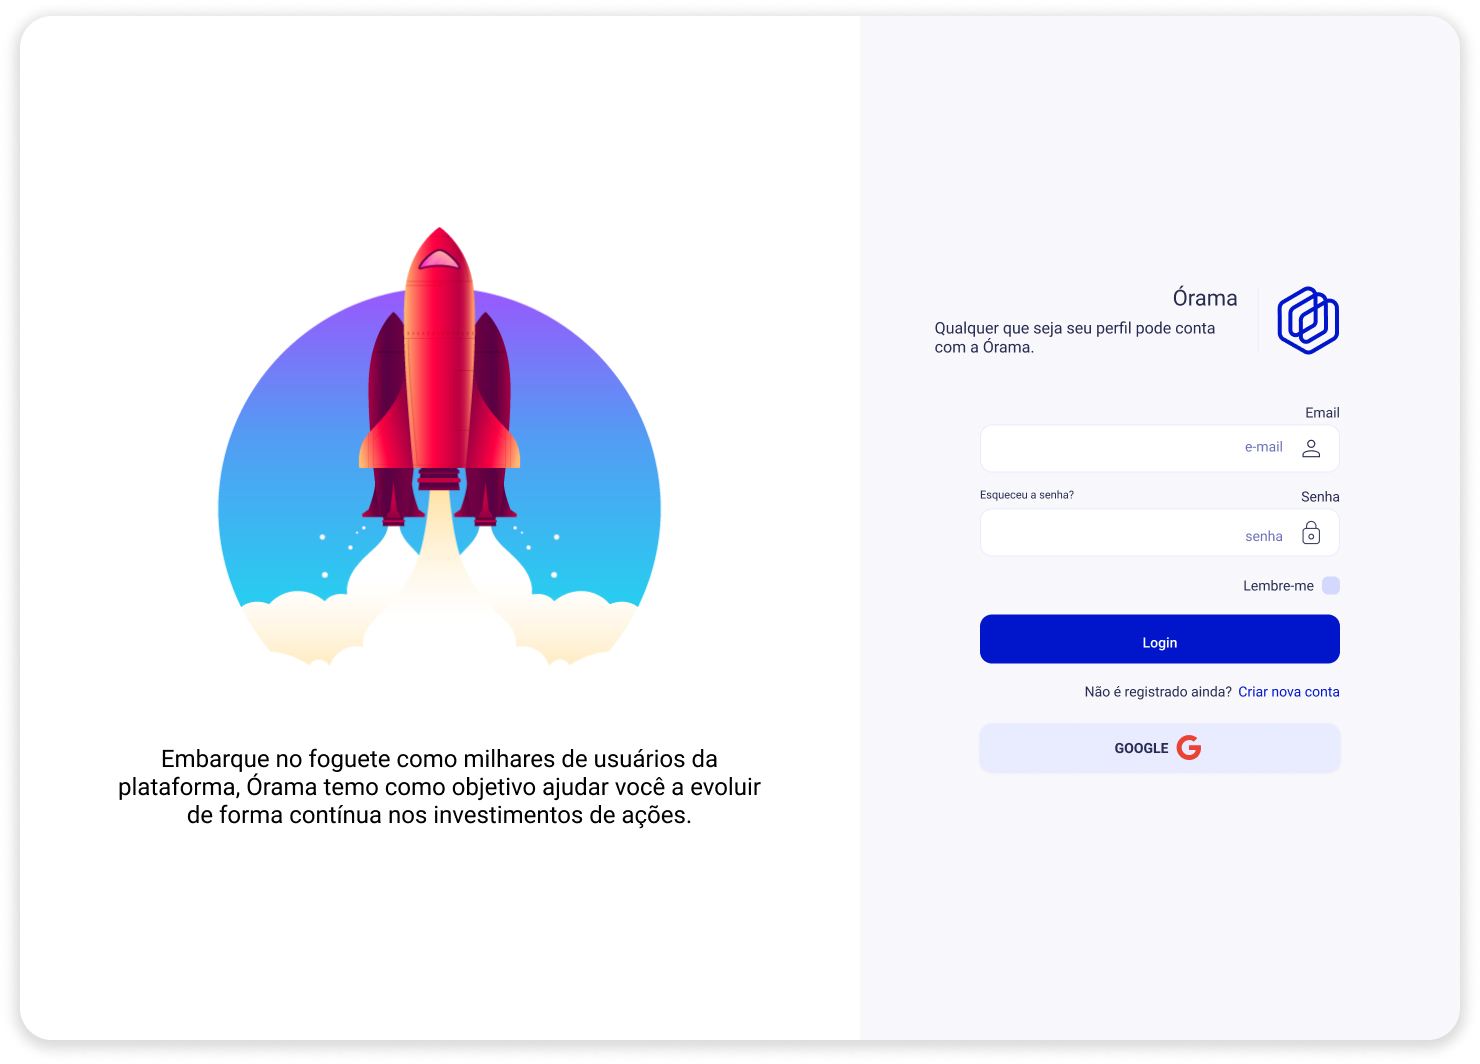 Embarque no foguete como milhares de usuários da
plataforma, Órama temo como objetivo ajudar você a evoluir
de forma contínua nos investimentos de ações.
Órama
Qualquer que seja seu perfil pode conta
com a Órama.
Email
e-mail
Esqueceu a senha? Senha
senha
Lembre-me
Login
Não é registrado ainda? Criar nova conta
GOOGLE